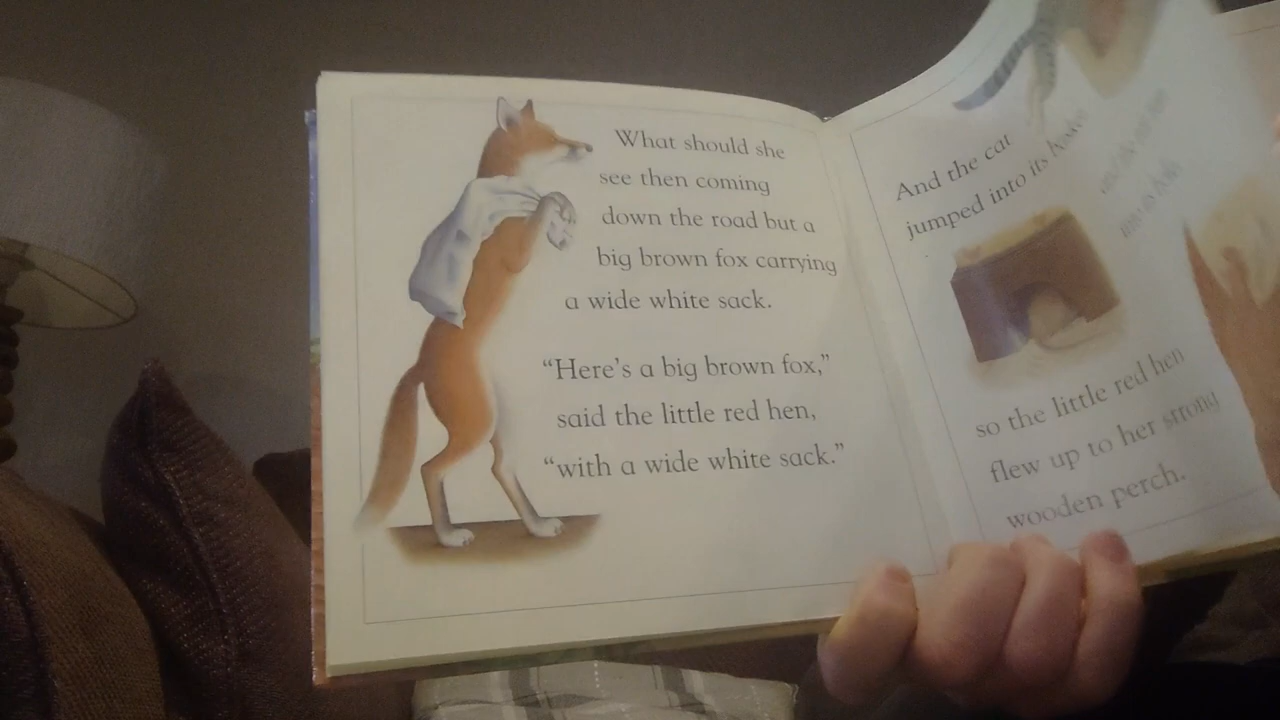 What should she
see then coming
down the road but a
big brown fox carrying
a wide white sack.
“Here’s a big brown fox,”
said the little red hen,
“with a wide white sack.”
And the cat
jumped into its
so the little red hen
flew up to her strong
wooden perch.